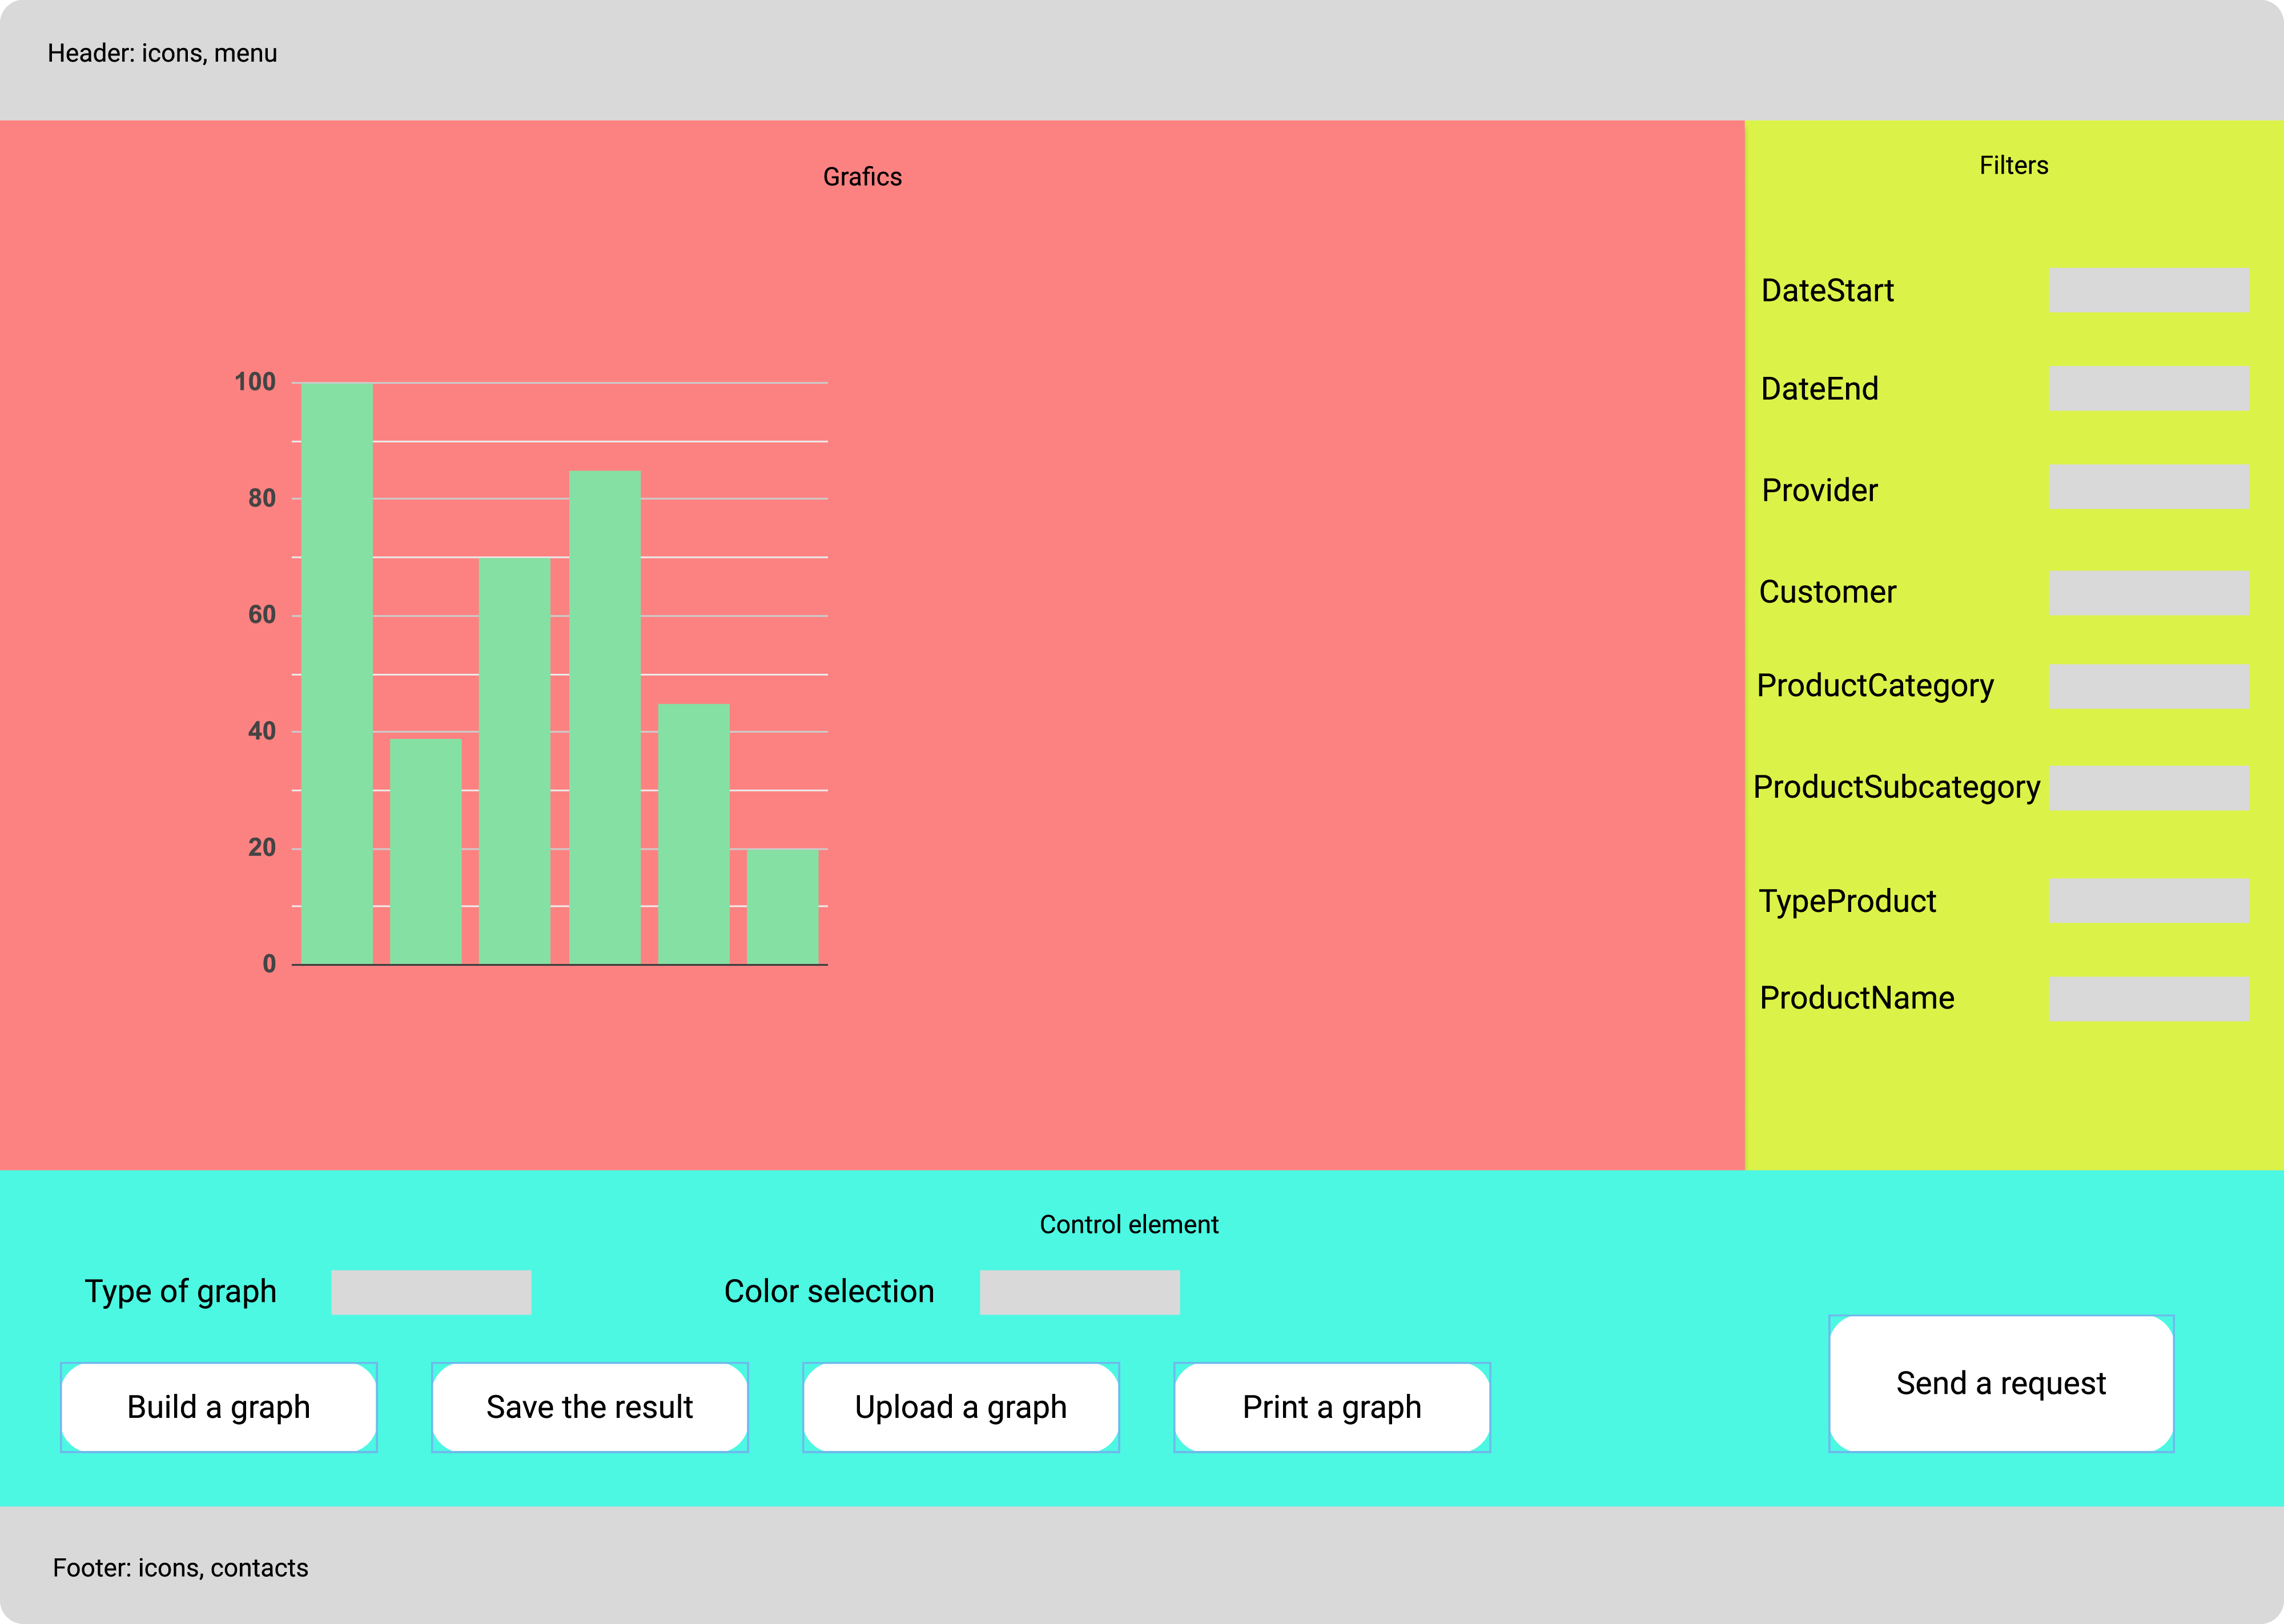 Header: icons, menu
Grafics
100
80
60
40
20
0
Filters
DateStart
DateEnd
Provider
Customer
ProductCategory
ProductSubcategory
TypeProduct
ProductName
Control element
Type of graph
Color selection
Build a graph
Save the result
Upload a graph
Print a graph
Send a request
Footer: icons, contacts